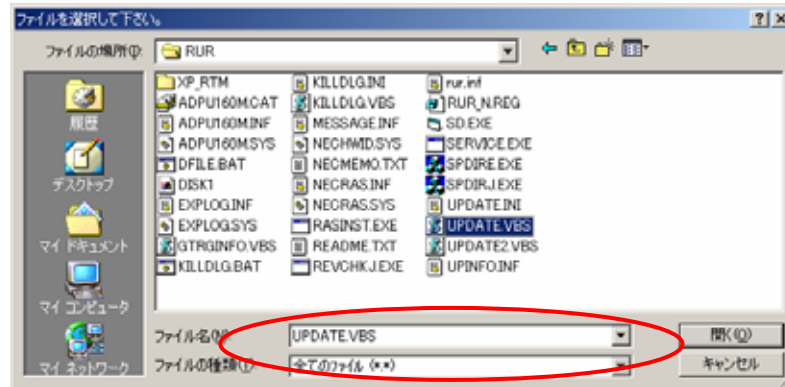 ファイルを選択して下さい。
ファイルの場所(I): RUR
履歴
デスクトップ
マイ ドキュメント
マイ コンピュータ
マイ ネットワーク
XP_RTM KILLDLG.INI rur.inf
ADPU160M.CAT KILLDLG.VBS RUR_N.REG
ADPU160M.INF MESSAGE.INF SD.EXE
ADPU160M.SYS NECHWID.SYS SERVICE.EXE
DFILE.BAT NECMEMO.TXT SPDIRE.EXE
DISK1 NECRAS.INF SPDIRJ.EXE
EXPLOG.INF NECRAS.SYS UPDATE.INI
EXPLOG.SYS RASINST.EXE UPDATE.VBS
GTRGINFO.VBS README.TXT UPDATE2.VBS
KILLDLG.BAT REVCHKJ.EXE UPINFO.INF
ファイル名(N): UPDATE.VBS 開く(O)
ファイルの種類(T): 全てのファイル (*.*) キャンセル